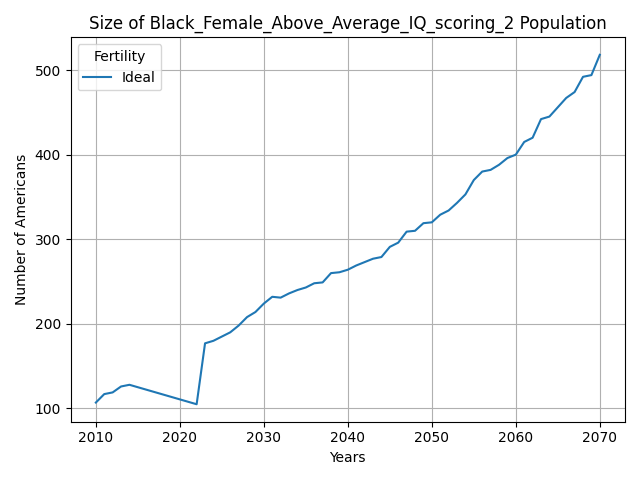 Size of Black_Female_Above_Average_IQ_scoring_2 Population
Fertility
Ideal
Number of Americans
500
400
300
200
100
2010 2020 2030 2040 2050 2060 2070
Years